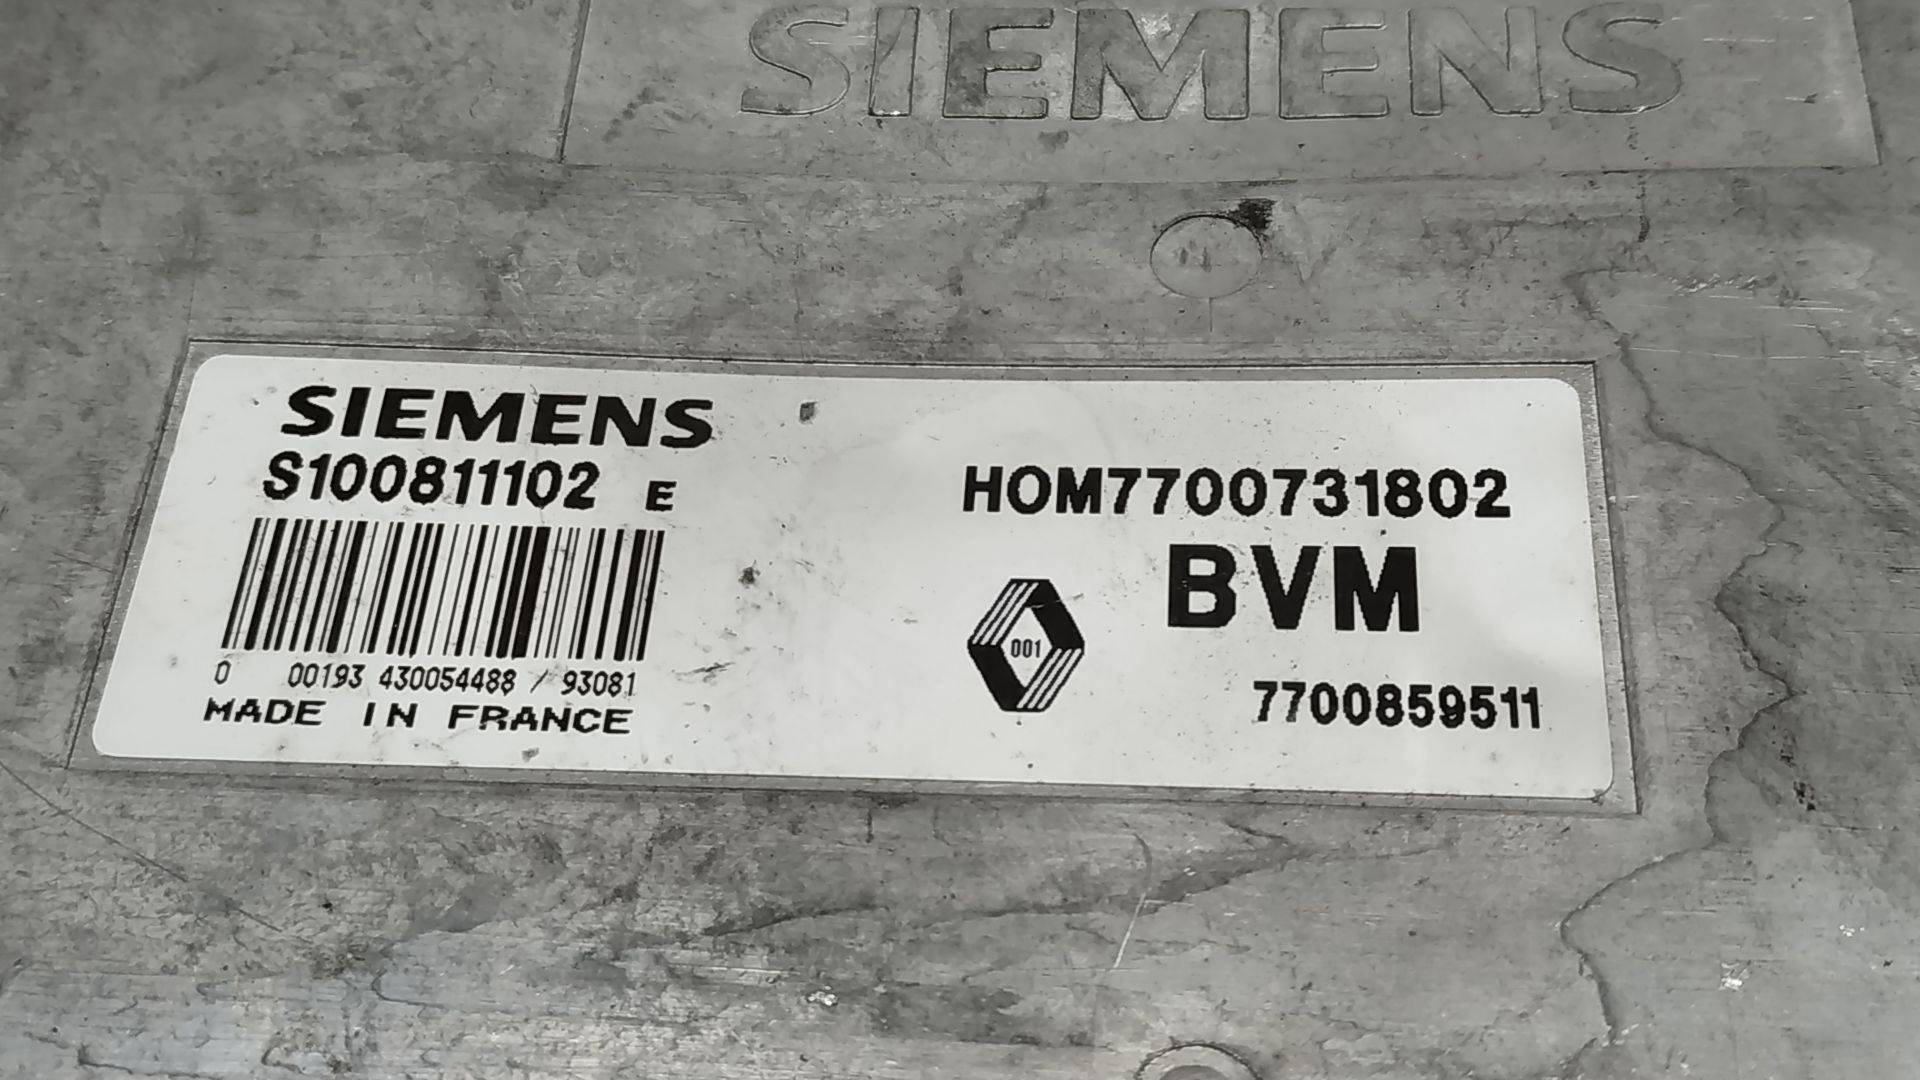 SIEMENS
SIEMENS
S100811102 E
0 00193 430054488 / 93081
MADE IN FRANCE
HOM7700731802
BVM
001
7700859511